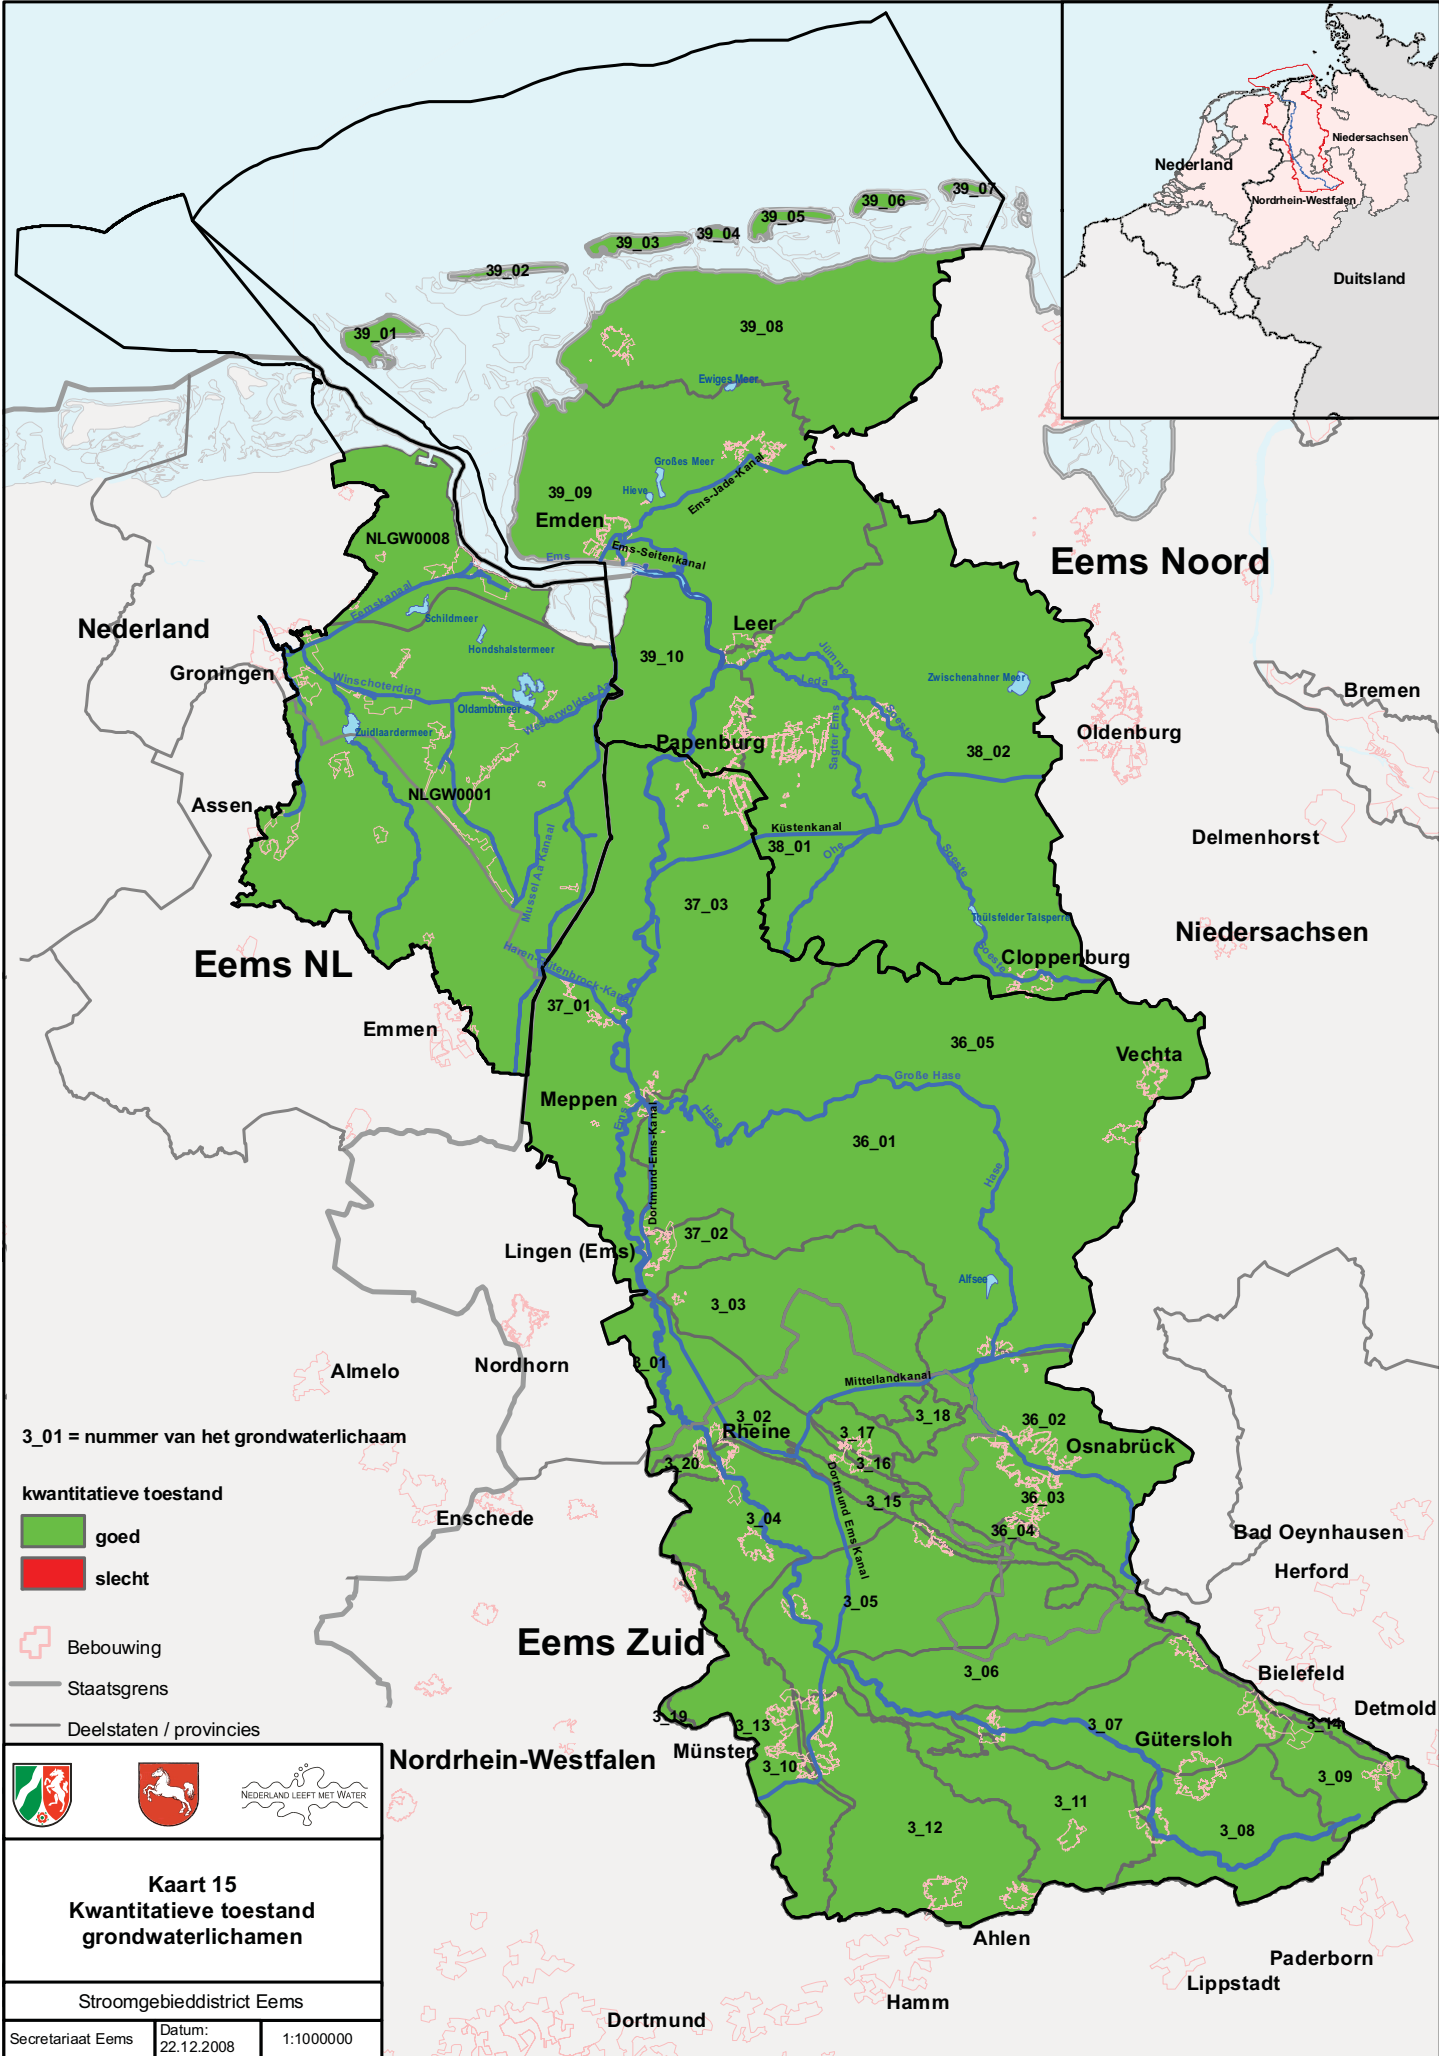 Nederland
Niedersachsen
Nordrhein-Westfalen
Duitsland
39_07
39_06
39_05
39_04
39_03
39_02
39_01
39_08
Ewiges Meer
Großes Meer
Hieve
Ems-Jade-Kanal
39_09
Emden
Ems-Seitenkanal
Ems
NLGW0008
Eemskanaal
Schildmeer
Hondshalstermeer
Eems Noord
Nederland
Groningen
Winschoterdiep
Oldambtmeer
Westerwoldse Aa
Zuidlaardermeer
39_10
Leer
Jümme
Leda
Zwischenahner Meer
Bremen
Oldenburg
Papenburg
Sagter Ems
Soeste
38_02
Assen
NLGW0001
Mussel Aa Kanaal
Küstenkanal
38_01
Ohe
Soeste
Delmenhorst
37_03
Thülsfelder Talsperre
Niedersachsen
Soeste
Cloppenburg
Eems NL
Haren-Rütenbrock-Kanal
37_01
Emmen
36_05
Vechta
Große Hase
Meppen
Ems
Hase
Dortmund-Ems-Kanal
36_01
Hase
37_02
Lingen (Ems)
Alfsee
3_03
3_01
Nordhorn
Almelo
Mittellandkanal
3_02
Rheine
3_18
3_17
36_02
Osnabrück
3_16
3_20
3_15
36_03
3_04
Dortmund Ems Kanal
36_04
Enschede
Bad Oeynhausen
Herford
3_05
Eems Zuid
3_06
Bielefeld
Detmold
3_19
3_13
3_07
3_14
Münster
Gütersloh
Nordrhein-Westfalen
3_10
3_09
3_11
3_12
3_08
Ahlen
Paderborn
Lippstadt
Hamm
Dortmund
3_01 = nummer van het grondwaterlichaam
kwantitatieve toestand
goed
slecht
Bebouwing
Staatsgrens
Deelstaten / provincies
NEDERLAND LEEFT MET WATER
Kaart 15
Kwantitatieve toestand
grondwaterlichamen
Stroomgebieddistrict Eems
Secretariaat Eems
Datum:
22.12.2008
1:1000000